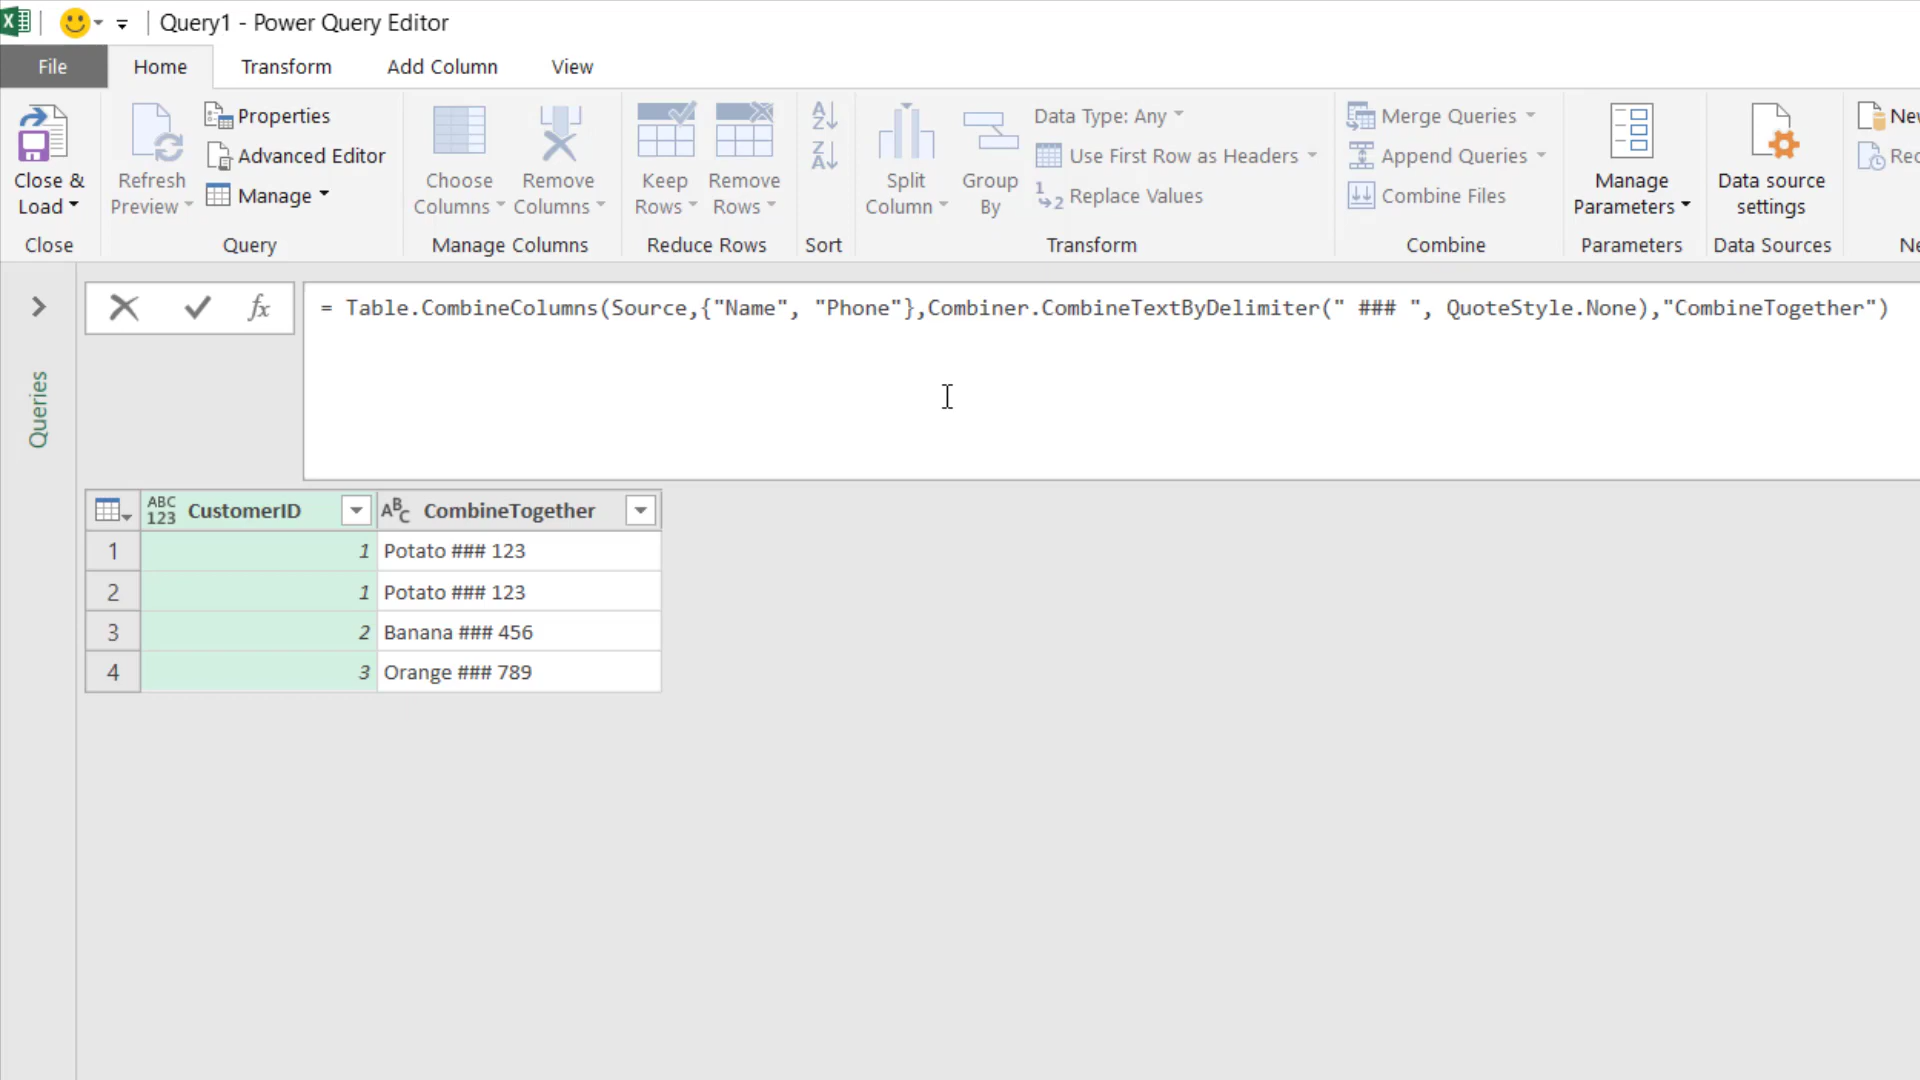 Query1 - Power Query Editor
File Home Transform Add Column View
Close & Load
Refresh Preview
Properties
Advanced Editor
Manage
Choose Columns
Remove Columns
Keep Rows
Remove Rows
A Z
Z A
Split Column
Group By
Data Type: Any
Use First Row as Headers
1 2 Replace Values
Merge Queries
Append Queries
Combine Files
Manage Parameters
Data source settings
Close Query Manage Columns Reduce Rows Sort Transform Combine Parameters Data Sources
fx
= Table.CombineColumns(Source,{"Name", "Phone"},Combiner.CombineTextByDelimiter(" ### ", QuoteStyle.None),"CombineTogether")
Queries
ABC 123 CustomerID ABC CombineTogether
1 1 Potato ### 123
2 1 Potato ### 123
3 2 Banana ### 456
4 3 Orange ### 789